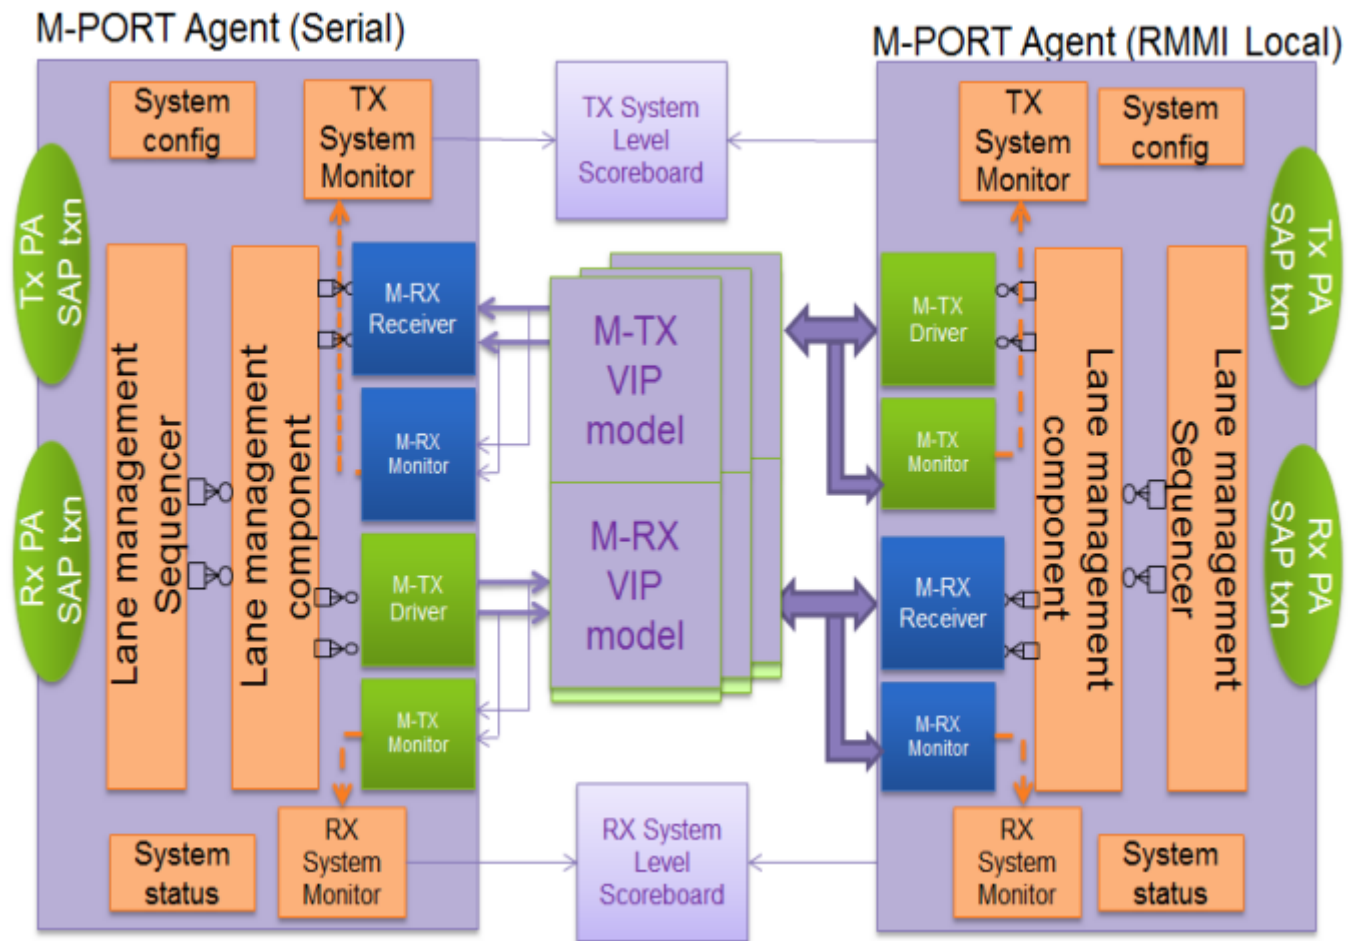 M-PORT Agent (Serial)
M-PORT Agent (RMMI Local)
System
config
TX
System
Monitor
TX System
Level
Scoreboard
TX
System
Monitor
System
config
Tx PA
SAP txn
Rx PA
SAP txn
Lane management
Sequencer
Lane management
component
M-RX
Receiver
M-RX
Monitor
M-TX
Driver
M-TX
Monitor
M-TX
VIP
model
M-RX
VIP
model
M-TX
Driver
M-TX
Monitor
M-RX
Receiver
M-RX
Monitor
Lane management
component
Lane management
Sequencer
Tx PA
SAP txn
Rx PA
SAP txn
System
status
RX
System
Monitor
RX System
Level
Scoreboard
RX
System
Monitor
System
status